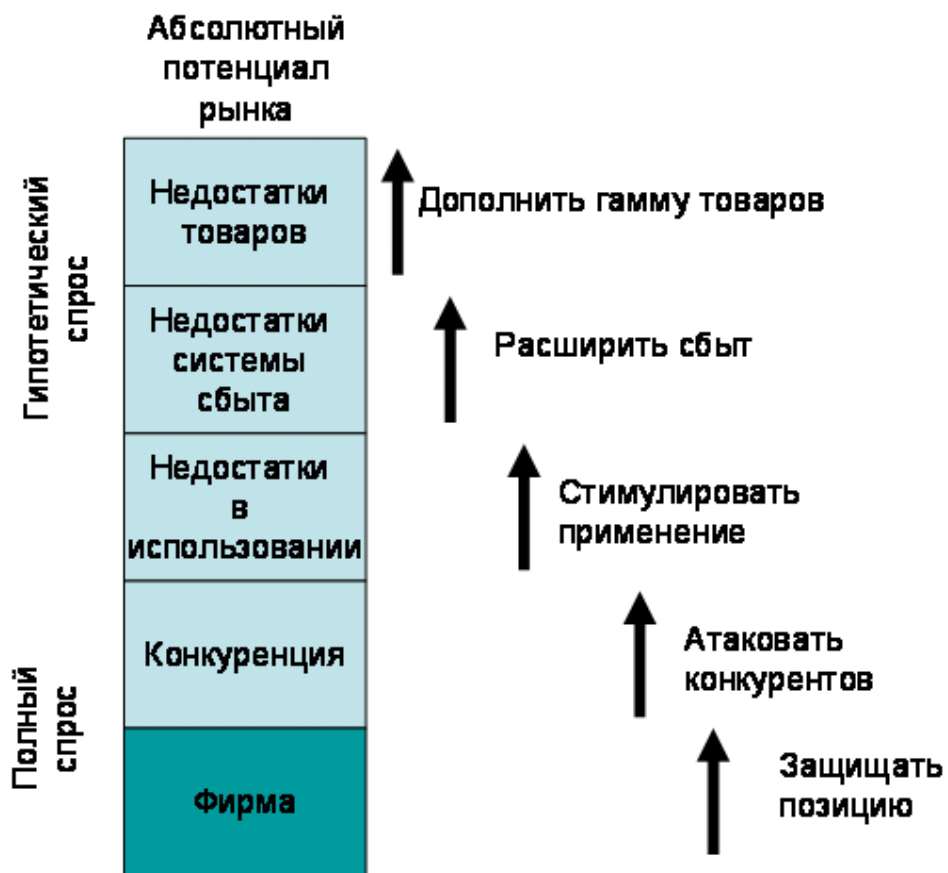 Абсолютный
потенциал
рынка
Гипотетический
спрос
Недостатки
товаров
Дополнить гамму товаров
Недостатки
системы
сбыта
Расширить сбыт
Недостатки
в
использовании
Стимулировать
применение
Полный
спрос
Конкуренция
Атаковать
конкурентов
Фирма
Защищать
позицию